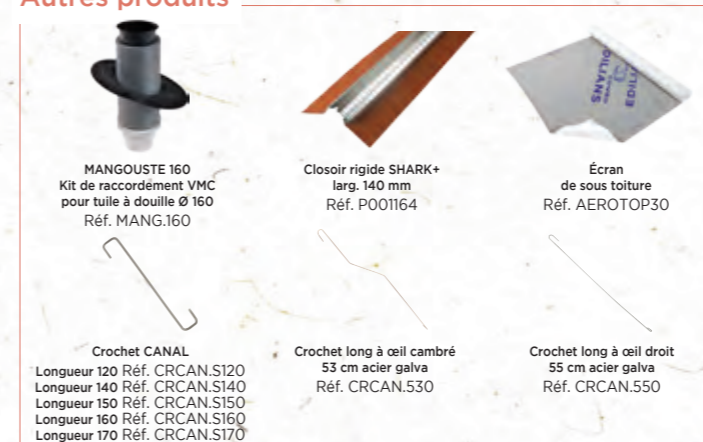 Autres produits
EDILIANS
MANGOUSTE 160
Kit de raccordement VMC
pour tuile à douille Ø 160
Réf. MANG.160
Closoir rigide SHARK+
larg. 140 mm
Réf. P001164
Écran
de sous toiture
Réf. AEROTOP30
Crochet CANAL
Longueur 120 Réf. CRCAN.S120
Longueur 140 Réf. CRCAN.S140
Longueur 150 Réf. CRCAN.S150
Longueur 160 Réf. CRCAN.S160
Longueur 170 Réf. CRCAN.S170
Crochet long à œil cambré
53 cm acier galva
Réf. CRCAN.530
Crochet long à œil droit
55 cm acier galva
Réf. CRCAN.550